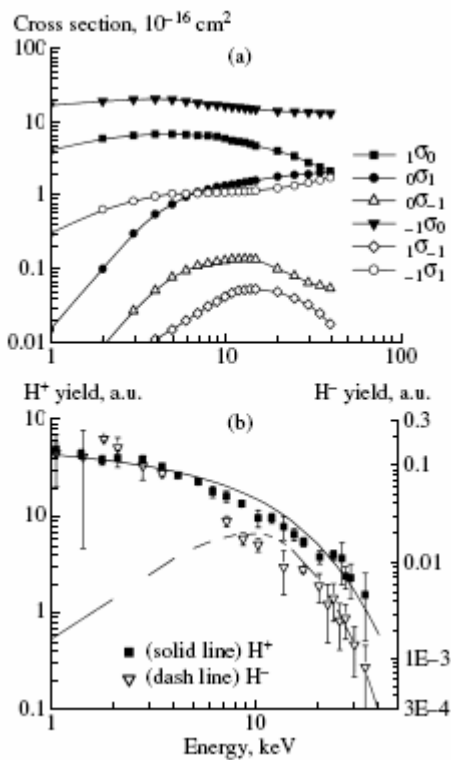 Cross section, 10⁻¹⁶ cm²
100
(a)
10
1
0.1
0.01
1
10
100
₁σ₀
₀σ₁
₀σ₋₁
₋₁σ₀
₁σ₋₁
₋₁σ₁
H⁺ yield, a.u.
H⁻ yield, a.u.
(b)
10
10
1
0.1
0.3
0.1
0.01
1E−3
3E−4
(solid line) H⁺
(dash line) H⁻
1
10
Energy, keV